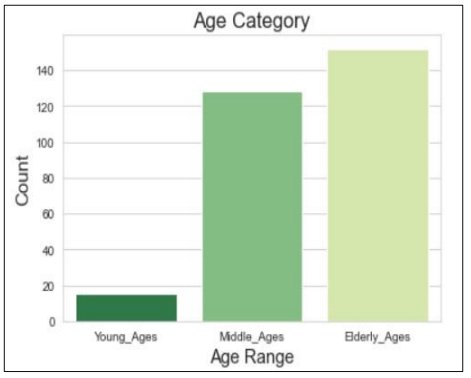 Age Category
Count
140
120
100
80
60
40
20
0
Young_Ages
Middle_Ages
Elderly_Ages
Age Range